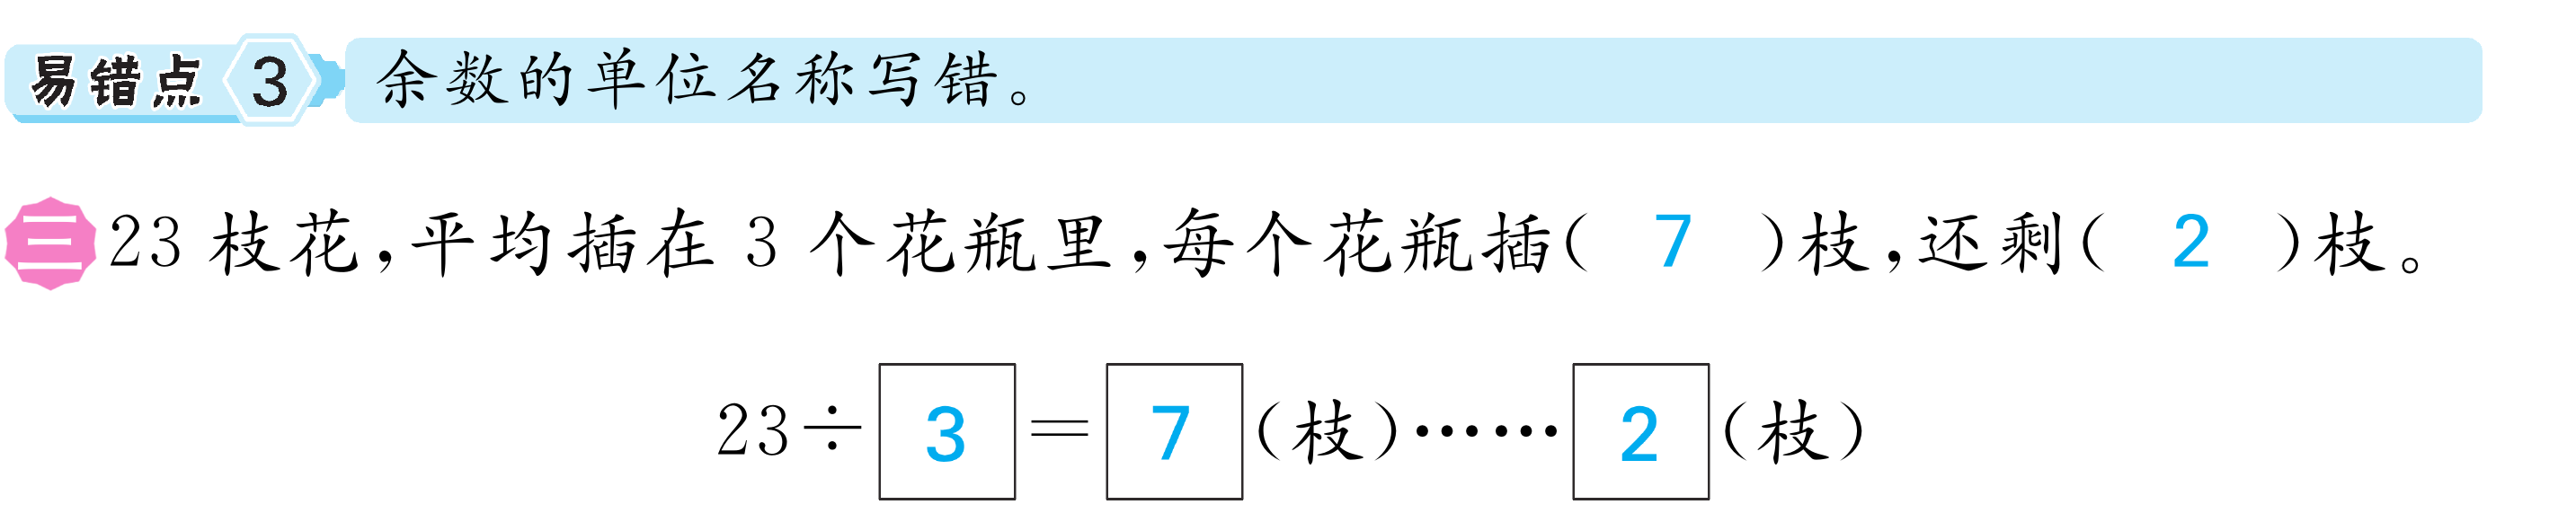 易错点 3 余数的单位名称写错。
三 23 枝花,平均插在 3 个花瓶里,每个花瓶插( 7 )枝,还剩( 2 )枝。
23÷3=7(枝)······2(枝)